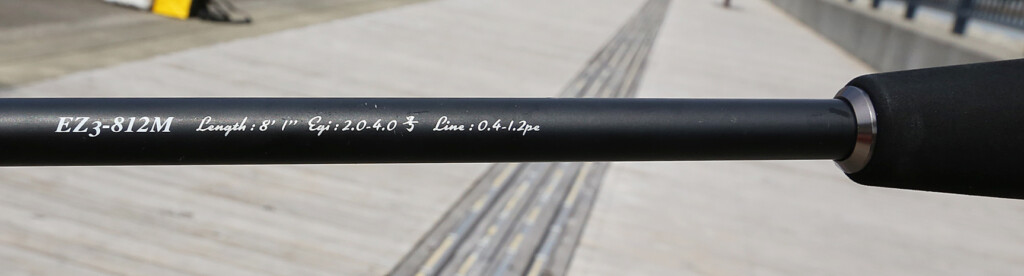 EZ3-812M Length : 8' 1" Egi : 2.0-4.0 号 Line : 0.4-1.2pe